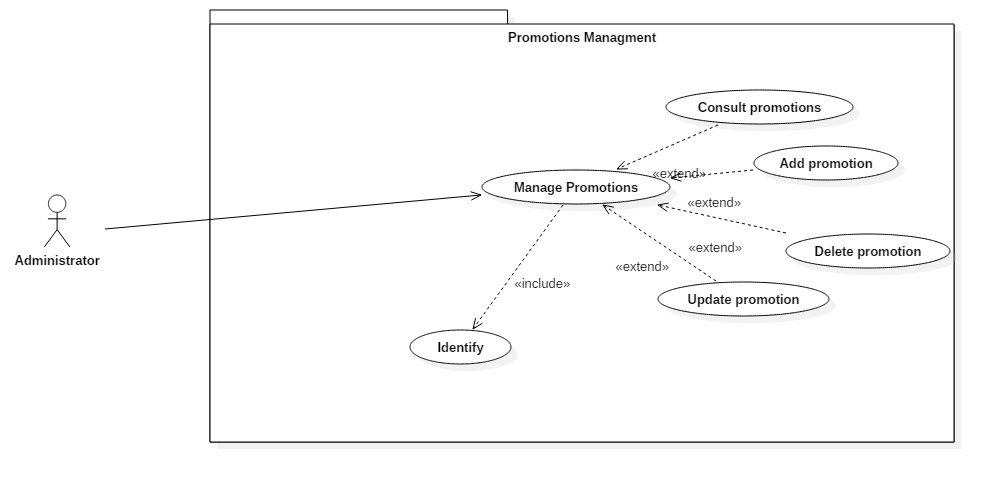 Promotions Managment
Consult promotions
Add promotion
«extend»
Manage Promotions
«extend»
Administrator
«extend»
Delete promotion
«extend»
«include»
Update promotion
Identify